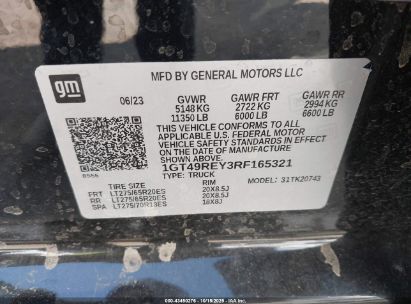 gm
MFD BY GENERAL MOTORS LLC
06/23 GVWR GAWR FRT GAWR RR
5148 KG 2722 KG 2994 KG
11350 LB 6000 LB 6600 LB
THIS VEHICLE CONFORMS TO ALL
APPLICABLE U.S. FEDERAL MOTOR
VEHICLE SAFETY STANDARDS IN EFFECT
ON THE DATE OF MANUFACTURE SHOWN ABOVE.
1GT49REY3RF165321
TYPE: TRUCK MODEL: 31TK20743
TIRE SIZE RIM
FRT LT275/65R20ES 20X8.5J
RR LT275/65R20ES 20X8.5J
SPA LT275/70R18ES 18X8J